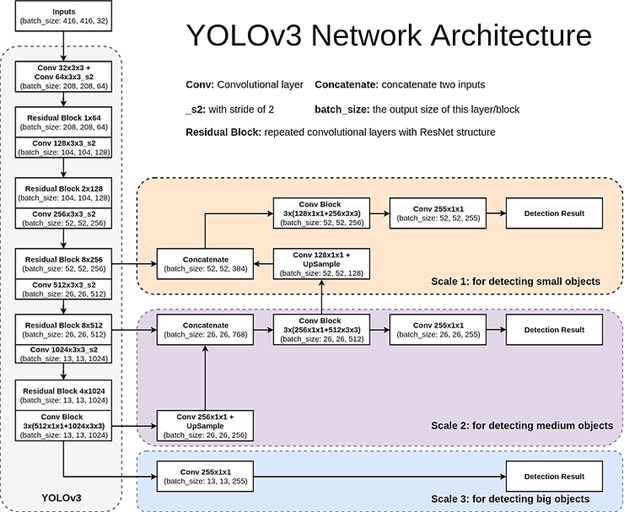 Inputs
(batch_size: 416, 416, 32)
YOLOv3 Network Architecture
Conv: Convolutional layer Concatenate: concatenate two inputs
_s2: with stride of 2 batch_size: the output size of this layer/block
Residual Block: repeated convolutional layers with ResNet structure
Conv 32x3x3 +
Conv 64x3x3_s2
(batch_size: 208, 208, 64)
Residual Block 1x64
(batch_size: 208, 208, 64)
Conv 128x3x3_s2
(batch_size: 104, 104, 128)
Residual Block 2x128
(batch_size: 104, 104, 128)
Conv 256x3x3_s2
(batch_size: 52, 52, 256)
Residual Block 8x256
(batch_size: 52, 52, 256)
Conv 512x3x3_s2
(batch_size: 26, 26, 512)
Residual Block 8x512
(batch_size: 26, 26, 512)
Conv 1024x3x3_s2
(batch_size: 13, 13, 1024)
Residual Block 4x1024
(batch_size: 13, 13, 1024)
Conv Block
3x(512x1x1+1024x3x3)
(batch_size: 13, 13, 1024)
YOLOv3
Conv Block
3x(128x1x1+256x3x3)
(batch_size: 52, 52, 256)
Conv 255x1x1
(batch_size: 52, 52, 255)
Detection Result
Concatenate
(batch_size: 52, 52, 384)
Conv 128x1x1 +
UpSample
(batch_size: 52, 52, 128)
Scale 1: for detecting small objects
Concatenate
(batch_size: 26, 26, 768)
Conv Block
3x(256x1x1+512x3x3)
(batch_size: 26, 26, 512)
Conv 255x1x1
(batch_size: 26, 26, 255)
Detection Result
Conv 256x1x1 +
UpSample
(batch_size: 26, 26, 256)
Scale 2: for detecting medium objects
Conv 255x1x1
(batch_size: 13, 13, 255)
Detection Result
Scale 3: for detecting big objects